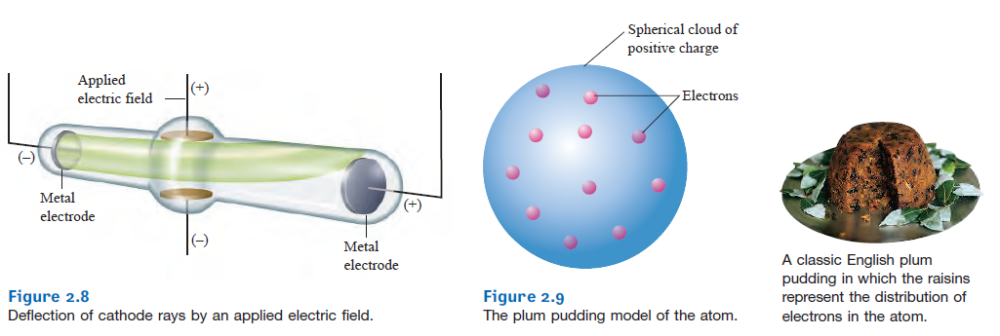 Applied
electric field
(+)
(–)
Metal
electrode
(+)
(–)
Metal
electrode
Figure 2.8
Deflection of cathode rays by an applied electric field.
Spherical cloud of
positive charge
Electrons
Figure 2.9
The plum pudding model of the atom.
A classic English plum
pudding in which the raisins
represent the distribution of
electrons in the atom.